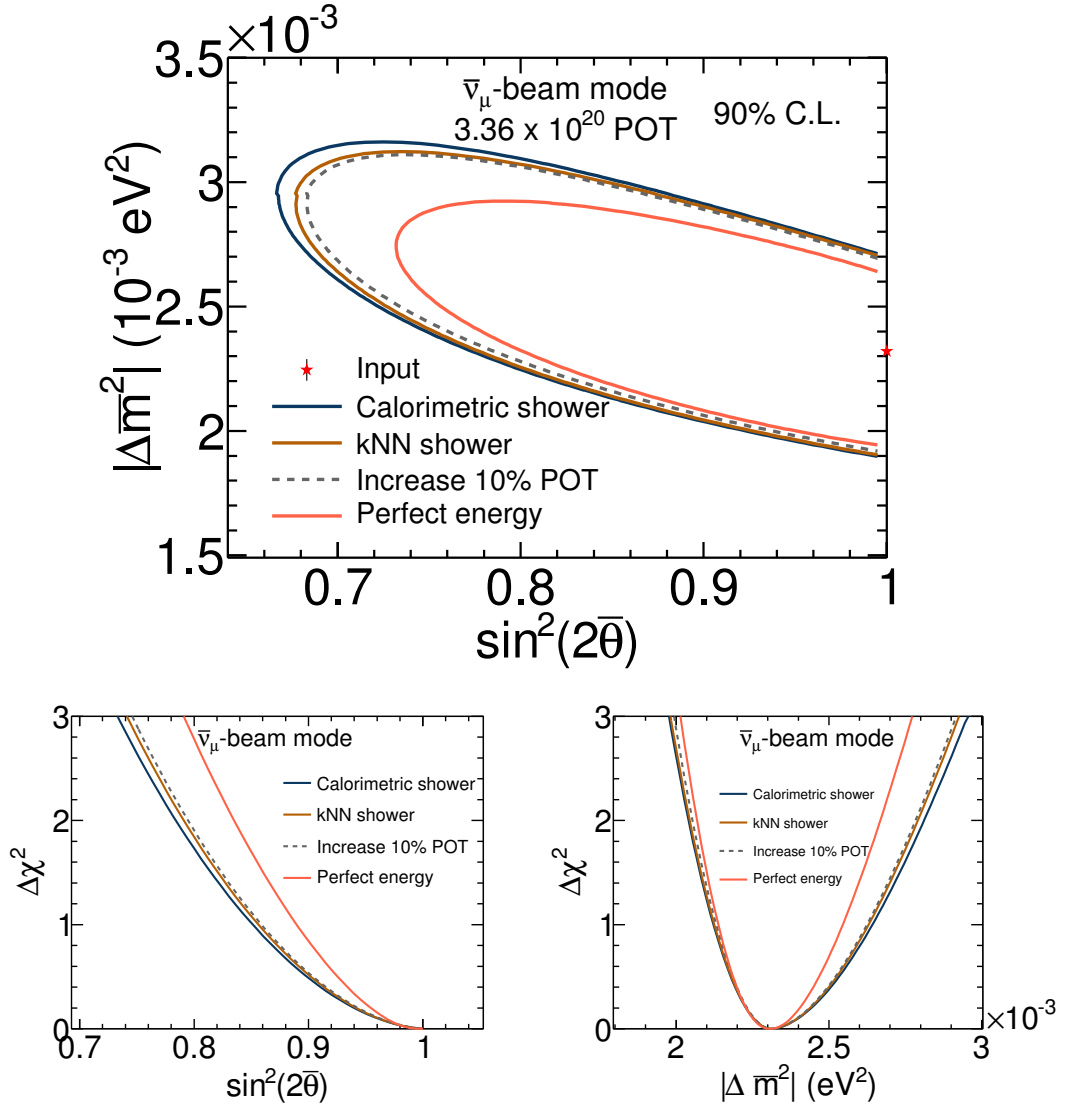 ×10⁻³
3.5
3
2.5
2
1.5
|Δm̅²| (10⁻³ eV²)
ν̅μ-beam mode
3.36 x 10²⁰ POT
90% C.L.
Input
Calorimetric shower
kNN shower
Increase 10% POT
Perfect energy
0.7
0.8
0.9
1
sin²(2θ̅)
3
2
1
0
Δχ²
ν̅μ-beam mode
Calorimetric shower
kNN shower
Increase 10% POT
Perfect energy
0.7
0.8
0.9
1
sin²(2θ̅)
3
2
1
0
Δχ²
ν̅μ-beam mode
Calorimetric shower
kNN shower
Increase 10% POT
Perfect energy
2
2.5
3
×10⁻³
|Δ m̅²| (eV²)